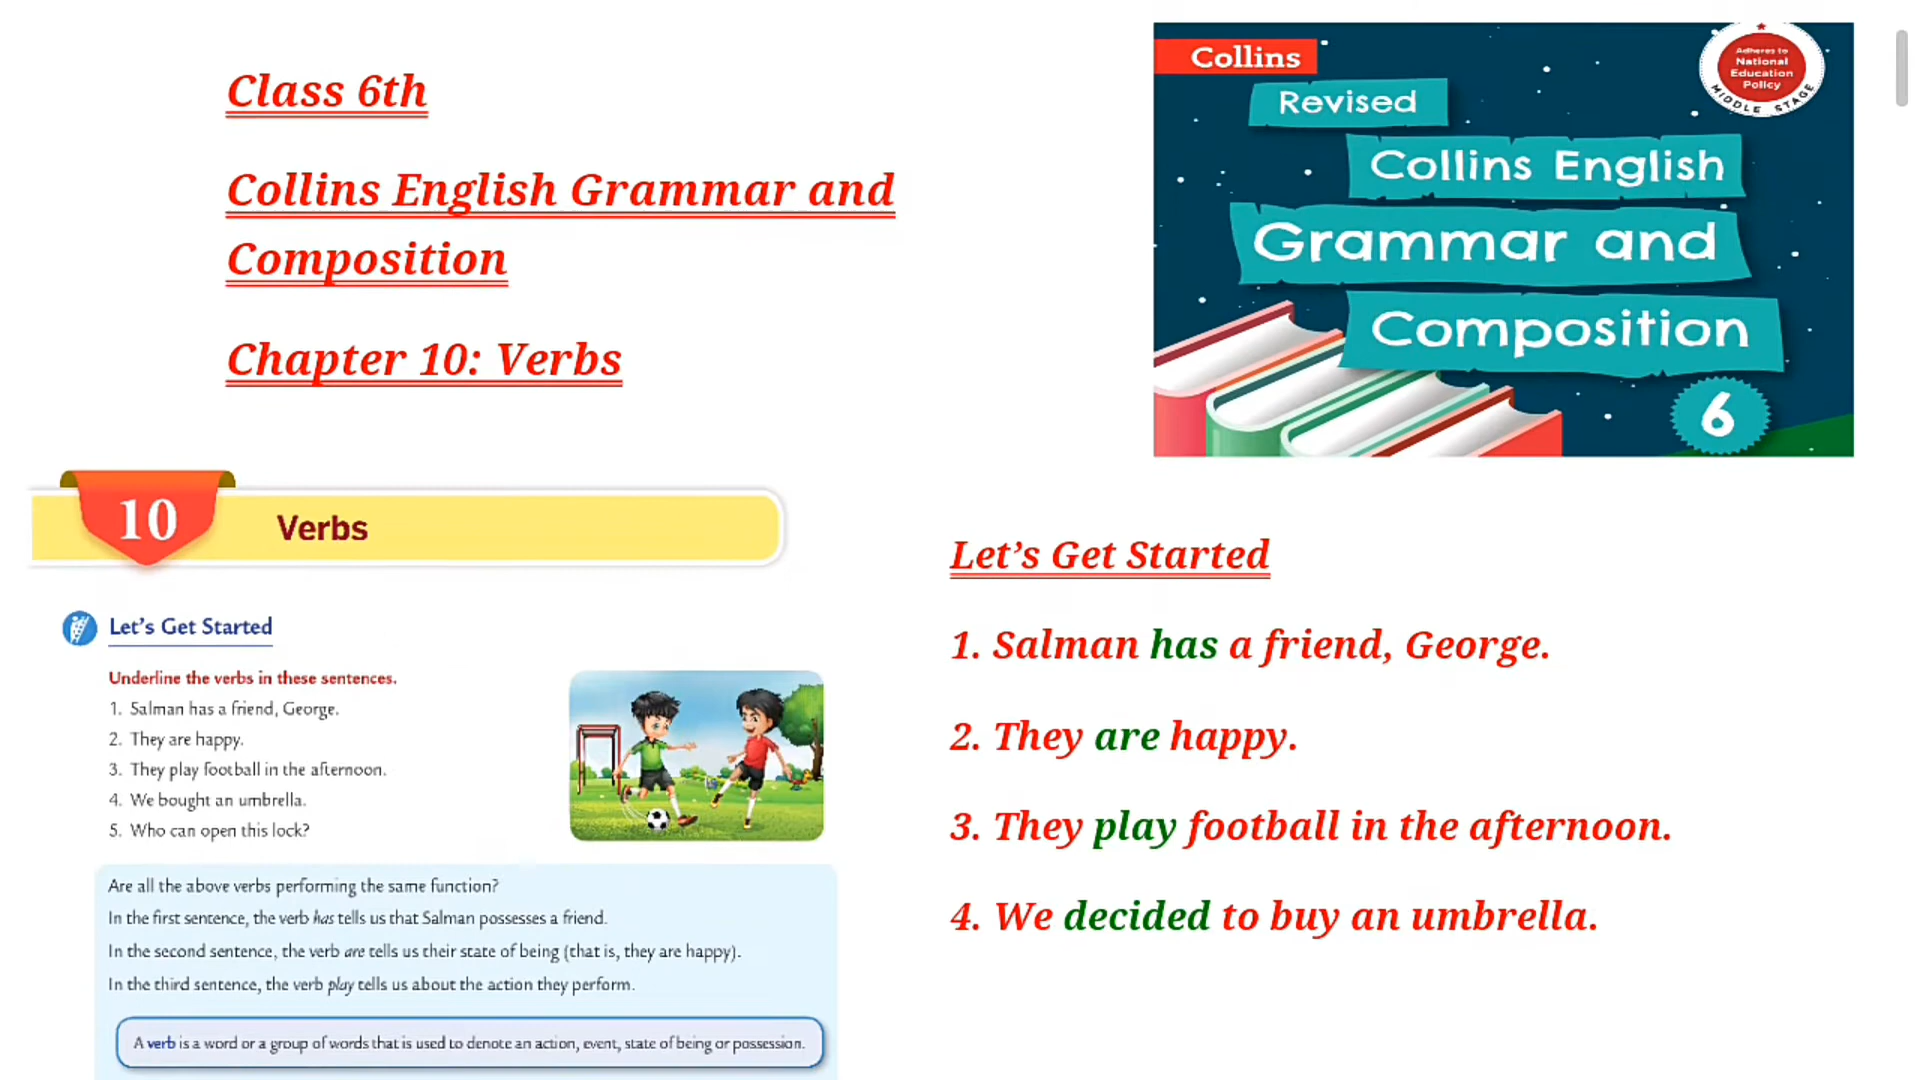 Class 6th
Collins English Grammar and
Composition
Chapter 10: Verbs
Collins
Revised
Collins English
Grammar and
Composition
6
Adheres to
National
Education
Policy
MIDDLE STAGE
10
Verbs
Let's Get Started
Underline the verbs in these sentences.
1. Salman has a friend, George.
2. They are happy.
3. They play football in the afternoon.
4. We bought an umbrella.
5. Who can open this lock?
Are all the above verbs performing the same function?
In the first sentence, the verb has tells us that Salman possesses a friend.
In the second sentence, the verb are tells us their state of being (that is, they are happy).
In the third sentence, the verb play tells us about the action they perform.
A verb is a word or a group of words that is used to denote an action, event, state of being or possession.
Let’s Get Started
1. Salman has a friend, George.
2. They are happy.
3. They play football in the afternoon.
4. We decided to buy an umbrella.